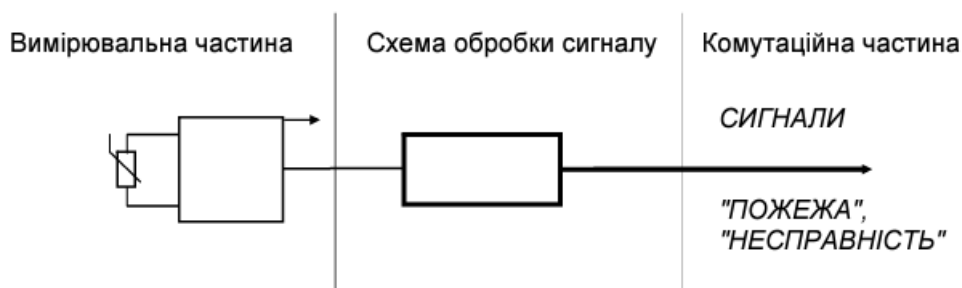 Вимірювальна частина
Схема обробки сигналу
Комутаційна частина
СИГНАЛИ
"ПОЖЕЖА",
"НЕСПРАВНІСТЬ"